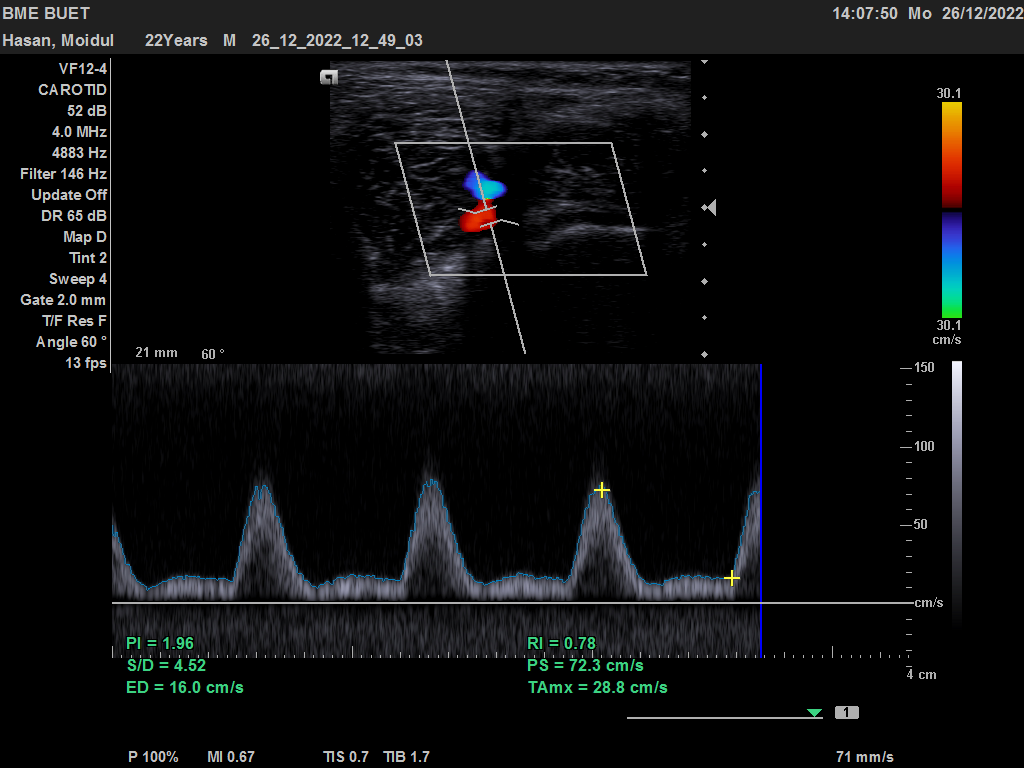 BME BUET 14:07:50 Mo 26/12/2022
Hasan, Moidul 22Years M 26_12_2022_12_49_03
VF12-4
CAROTID
52 dB
4.0 MHz
4883 Hz
Filter 146 Hz
Update Off
DR 65 dB
Map D
Tint 2
Sweep 4
Gate 2.0 mm
T/F Res F
Angle 60 °
13 fps
30.1
30.1
cm/s
21 mm 60 °
150
100
50
cm/s
4 cm
PI = 1.96
S/D = 4.52
ED = 16.0 cm/s
RI = 0.78
PS = 72.3 cm/s
TAmx = 28.8 cm/s
1
P 100% MI 0.67 TIS 0.7 TIB 1.7 71 mm/s